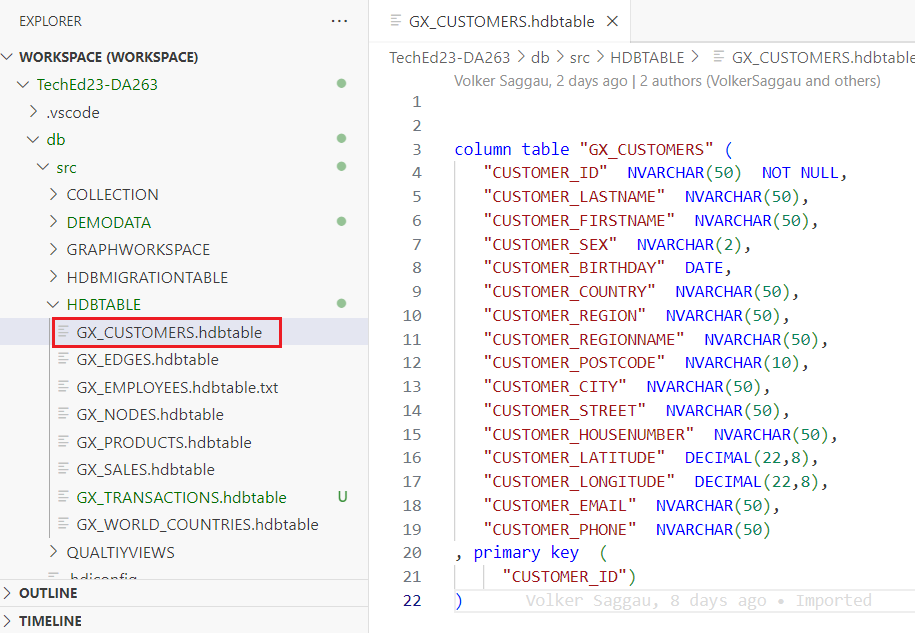 EXPLORER
...
WORKSPACE (WORKSPACE)
TechEd23-DA263
.vscode
db
src
COLLECTION
DEMODATA
GRAPHWORKSPACE
HDBMIGRATIONTABLE
HDBTABLE
GX_CUSTOMERS.hdbtable
GX_EDGES.hdbtable
GX_EMPLOYEES.hdbtable.txt
GX_NODES.hdbtable
GX_PRODUCTS.hdbtable
GX_SALES.hdbtable
GX_TRANSACTIONS.hdbtable U
GX_WORLD_COUNTRIES.hdbtable
QUALTIYVIEWS
.hdiconfig
OUTLINE
TIMELINE
GX_CUSTOMERS.hdbtable ×
TechEd23-DA263 > db > src > HDBTABLE > GX_CUSTOMERS.hdbtable
Volker Saggau, 2 days ago | 2 authors (VolkerSaggau and others)
1
2
3 column table "GX_CUSTOMERS" (
4 "CUSTOMER_ID" NVARCHAR(50) NOT NULL,
5 "CUSTOMER_LASTNAME" NVARCHAR(50),
6 "CUSTOMER_FIRSTNAME" NVARCHAR(50),
7 "CUSTOMER_SEX" NVARCHAR(2),
8 "CUSTOMER_BIRTHDAY" DATE,
9 "CUSTOMER_COUNTRY" NVARCHAR(50),
10 "CUSTOMER_REGION" NVARCHAR(50),
11 "CUSTOMER_REGIONNAME" NVARCHAR(50),
12 "CUSTOMER_POSTCODE" NVARCHAR(10),
13 "CUSTOMER_CITY" NVARCHAR(50),
14 "CUSTOMER_STREET" NVARCHAR(50),
15 "CUSTOMER_HOUSENUMBER" NVARCHAR(50),
16 "CUSTOMER_LATITUDE" DECIMAL(22,8),
17 "CUSTOMER_LONGITUDE" DECIMAL(22,8),
18 "CUSTOMER_EMAIL" NVARCHAR(50),
19 "CUSTOMER_PHONE" NVARCHAR(50)
20 , primary key (
21 "CUSTOMER_ID")
22 ) Volker Saggau, 8 days ago • Imported